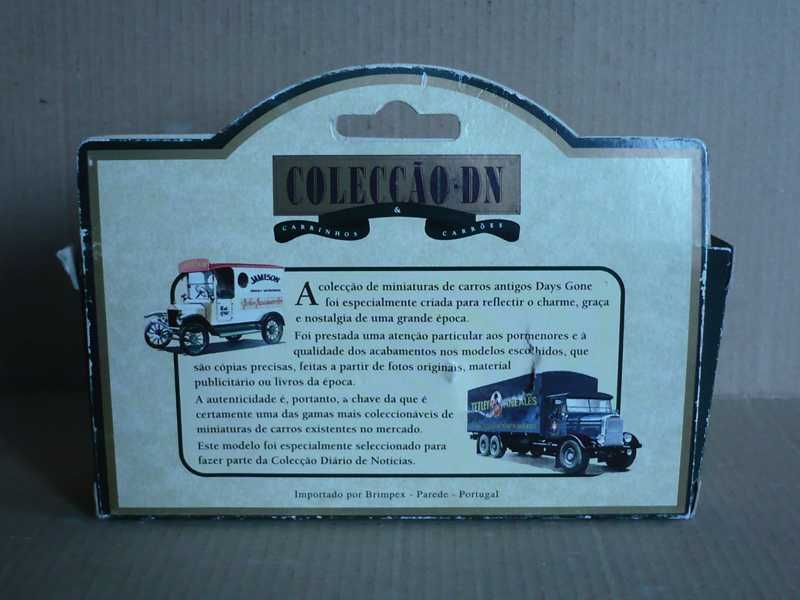 COLECCÃO·DN
&
CARRINHOS CARRÕES
JAMESON
A colecção de miniaturas de carros antigos Days Gone
foi especialmente criada para reflectir o charme, graça
e nostalgia de uma grande época.
Foi prestada uma atenção particular aos pormenores e à
qualidade dos acabamentos nos modelos escolhidos, que
são cópias precisas, feitas a partir de fotos originais, material
publicitário ou livros da época.
A autenticidade é, portanto, a chave da que é
certamente uma das gamas mais coleccionáveis de
miniaturas de carros existentes no mercado.
Este modelo foi especialmente seleccionado para
fazer parte da Colecção Diário de Notícias.
TETLEY FINE ALES
Importado por Brimpex - Parede - Portugal